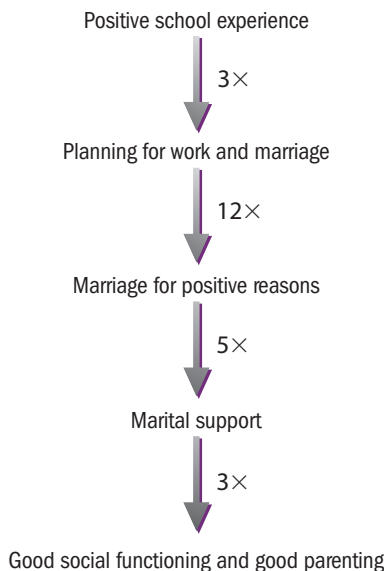 Positive school experience
3×
Planning for work and marriage
12×
Marriage for positive reasons
5×
Marital support
3×
Good social functioning and good parenting